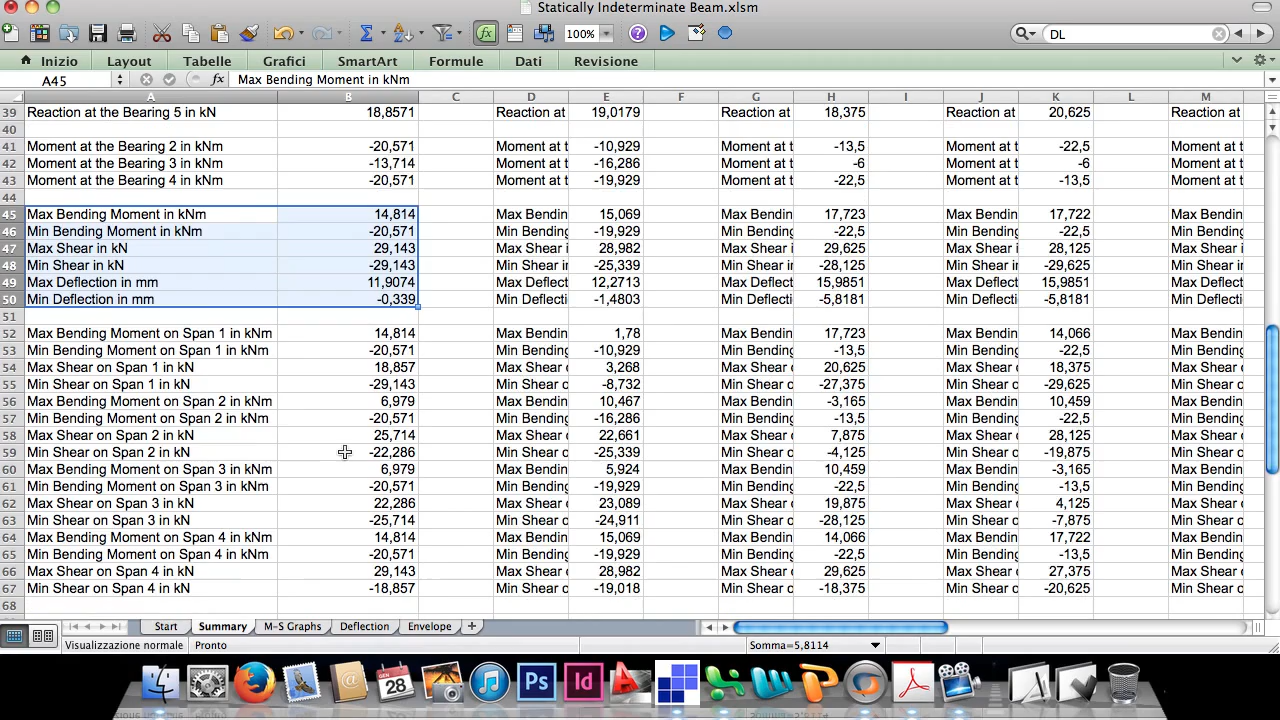 Statically Indeterminate Beam.xlsm
100%
DL
Inizio Layout Tabelle Grafici SmartArt Formule Dati Revisione
A45 fx Max Bending Moment in kNm
A B C D E F G H I J K L M
39 Reaction at the Bearing 5 in kN 18,8571 Reaction at 19,0179 Reaction at 18,375 Reaction at 20,625 Reaction at
40
41 Moment at the Bearing 2 in kNm -20,571 Moment at t -10,929 Moment at t -13,5 Moment at t -22,5 Moment at t
42 Moment at the Bearing 3 in kNm -13,714 Moment at t -16,286 Moment at t -6 Moment at t -6 Moment at t
43 Moment at the Bearing 4 in kNm -20,571 Moment at t -19,929 Moment at t -22,5 Moment at t -13,5 Moment at t
44
45 Max Bending Moment in kNm 14,814 Max Bendin 15,069 Max Bendin 17,723 Max Bendin 17,722 Max Bendin
46 Min Bending Moment in kNm -20,571 Min Bending -19,929 Min Bending -22,5 Min Bending -22,5 Min Bending
47 Max Shear in kN 29,143 Max Shear i 28,982 Max Shear i 29,625 Max Shear i 28,125 Max Shear i
48 Min Shear in kN -29,143 Min Shear in -25,339 Min Shear in -28,125 Min Shear in -29,625 Min Shear in
49 Max Deflection in mm 11,9074 Max Deflecti 12,2713 Max Deflecti 15,9851 Max Deflecti 15,9851 Max Deflecti
50 Min Deflection in mm -0,339 Min Deflecti -1,4803 Min Deflecti -5,8181 Min Deflecti -5,8181 Min Deflecti
51
52 Max Bending Moment on Span 1 in kNm 14,814 Max Bendin 1,78 Max Bendin 17,723 Max Bendin 14,066 Max Bendin
53 Min Bending Moment on Span 1 in kNm -20,571 Min Bending -10,929 Min Bending -13,5 Min Bending -22,5 Min Bending
54 Max Shear on Span 1 in kN 18,857 Max Shear o 3,268 Max Shear o 20,625 Max Shear o 18,375 Max Shear o
55 Min Shear on Span 1 in kN -29,143 Min Shear c -8,732 Min Shear c -27,375 Min Shear c -29,625 Min Shear c
56 Max Bending Moment on Span 2 in kNm 6,979 Max Bendin 10,467 Max Bendin -3,165 Max Bendin 10,459 Max Bendin
57 Min Bending Moment on Span 2 in kNm -20,571 Min Bending -16,286 Min Bending -13,5 Min Bending -22,5 Min Bending
58 Max Shear on Span 2 in kN 25,714 Max Shear o 22,661 Max Shear o 7,875 Max Shear o 28,125 Max Shear o
59 Min Shear on Span 2 in kN -22,286 Min Shear c -25,339 Min Shear c -4,125 Min Shear c -19,875 Min Shear c
60 Max Bending Moment on Span 3 in kNm 6,979 Max Bendin 5,924 Max Bendin 10,459 Max Bendin -3,165 Max Bendin
61 Min Bending Moment on Span 3 in kNm -20,571 Min Bending -19,929 Min Bending -22,5 Min Bending -13,5 Min Bending
62 Max Shear on Span 3 in kN 22,286 Max Shear o 23,089 Max Shear o 19,875 Max Shear o 4,125 Max Shear o
63 Min Shear on Span 3 in kN -25,714 Min Shear c -24,911 Min Shear c -28,125 Min Shear c -7,875 Min Shear c
64 Max Bending Moment on Span 4 in kNm 14,814 Max Bendin 15,069 Max Bendin 14,066 Max Bendin 17,722 Max Bendin
65 Min Bending Moment on Span 4 in kNm -20,571 Min Bending -19,929 Min Bending -22,5 Min Bending -13,5 Min Bending
66 Max Shear on Span 4 in kN 29,143 Max Shear o 28,982 Max Shear o 29,625 Max Shear o 27,375 Max Shear o
67 Min Shear on Span 4 in kN -18,857 Min Shear c -19,018 Min Shear c -18,375 Min Shear c -20,625 Min Shear c
68
Start Summary M-S Graphs Deflection Envelope
Visualizzazione normale Pronto Somma=5,8114
GEN
28
Ps Id